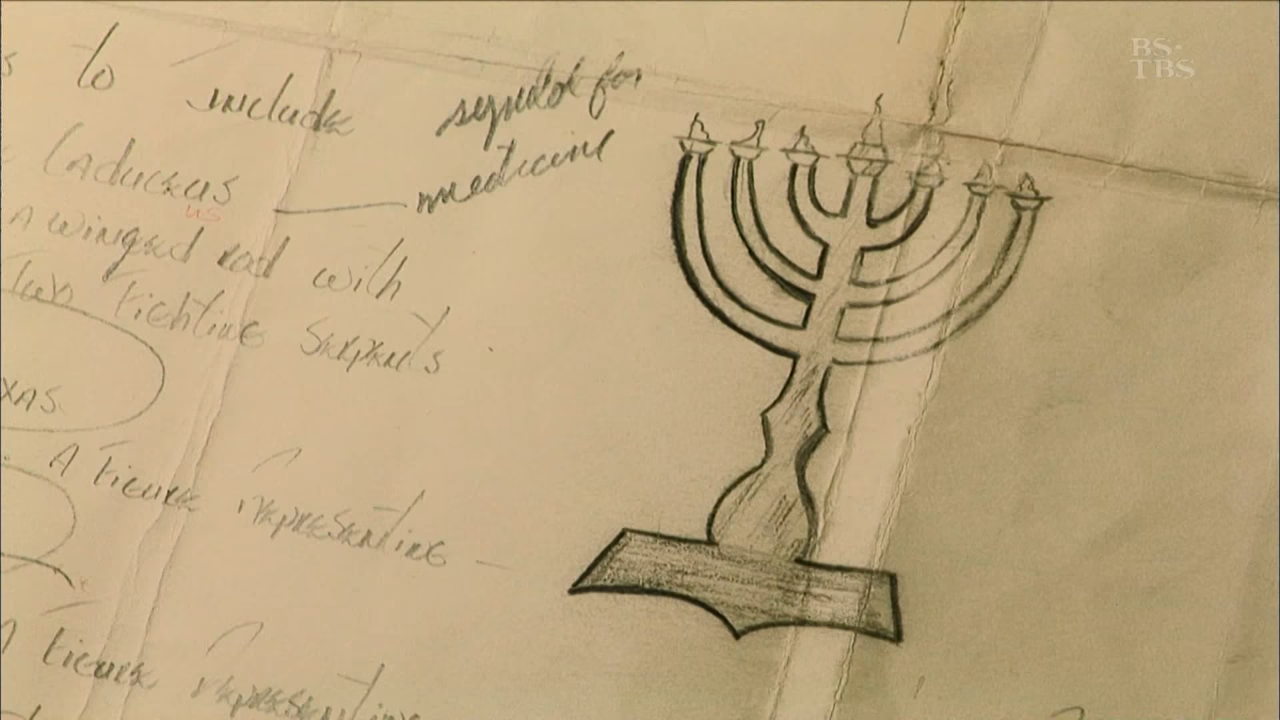 to include symbol for
Caduceus medicine
us
A winged rod with
Two Fighting Serpents
XAS.
A Figure Representing
A Figure Representing
BS·
TBS